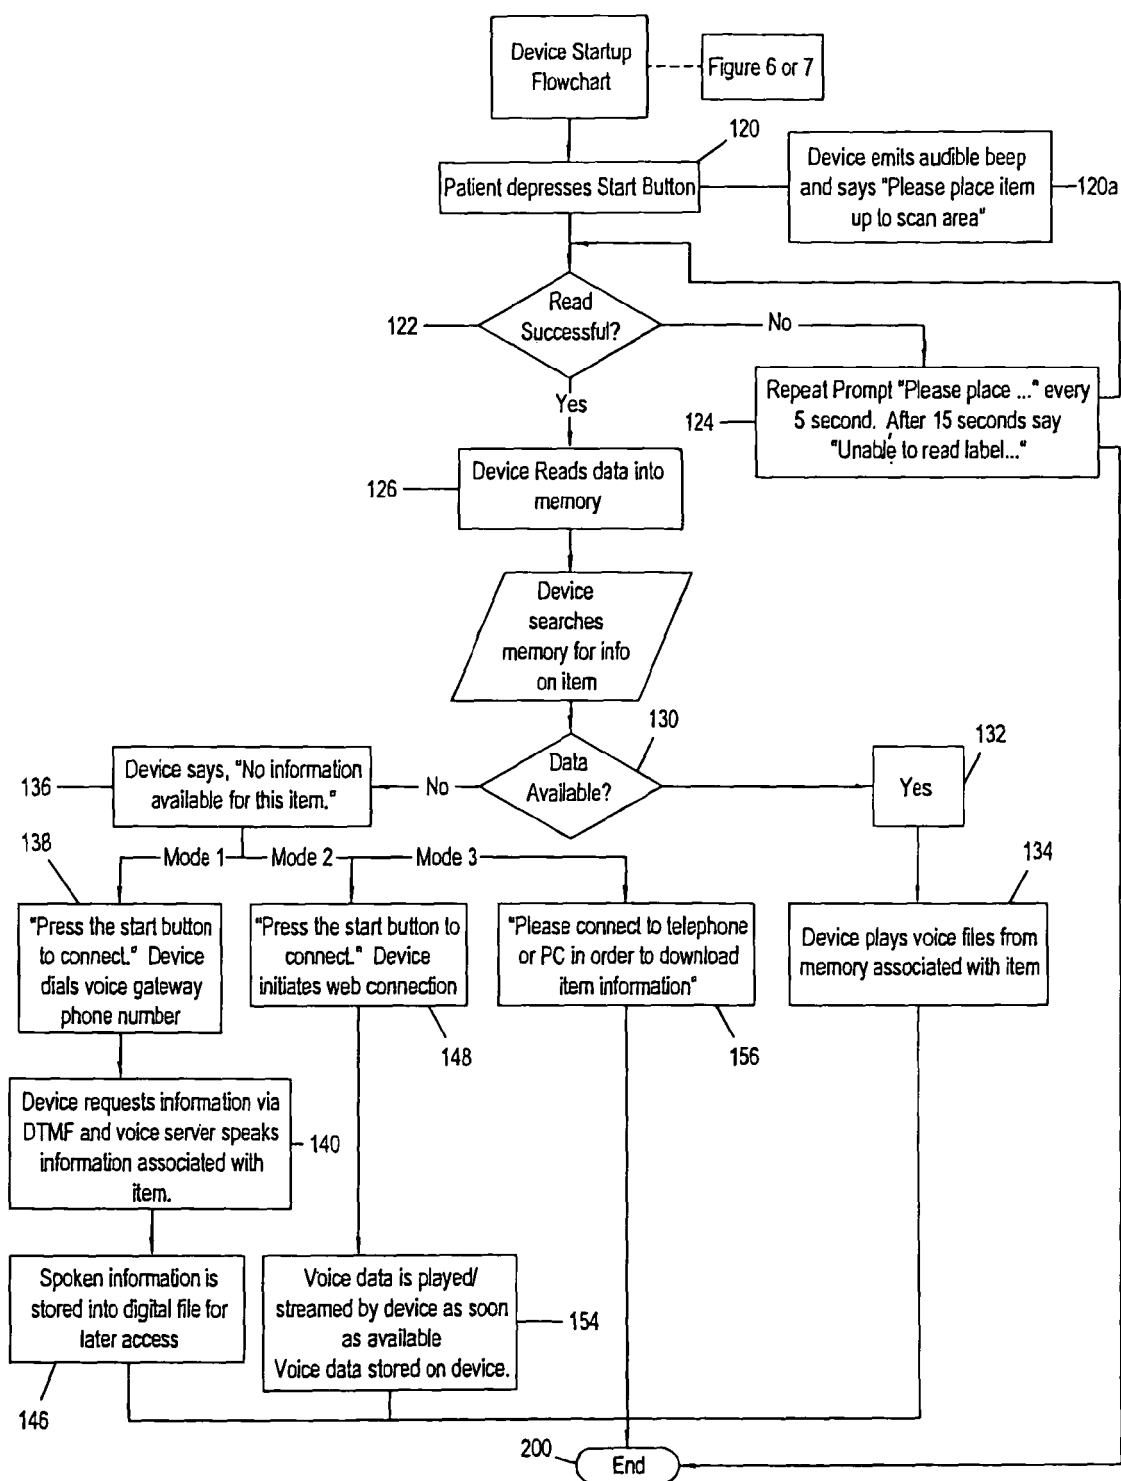 Device Startup
Flowchart
Figure 6 or 7
120
Patient depresses Start Button
Device emits audible beep
and says "Please place item
up to scan area"
120a
Read
Successful?
122
No
Yes
Repeat Prompt "Please place ..." every
5 second. After 15 seconds say
"Unable to read label..."
124
Device Reads data into
memory
126
Device
searches
memory for info
on item
130
132
Data
Available?
No
Yes
Device says, "No information
available for this item."
136
138
Mode 1
Mode 2
Mode 3
134
"Press the start button
to connect." Device
dials voice gateway
phone number
"Press the start button to
connect." Device
initiates web connection
148
"Please connect to telephone
or PC in order to download
item information"
156
Device plays voice files from
memory associated with item
Device requests information via
DTMF and voice server speaks
information associated with
item.
140
Spoken information is
stored into digital file for
later access
146
Voice data is played/
streamed by device as soon
as available
Voice data stored on device.
154
200
End